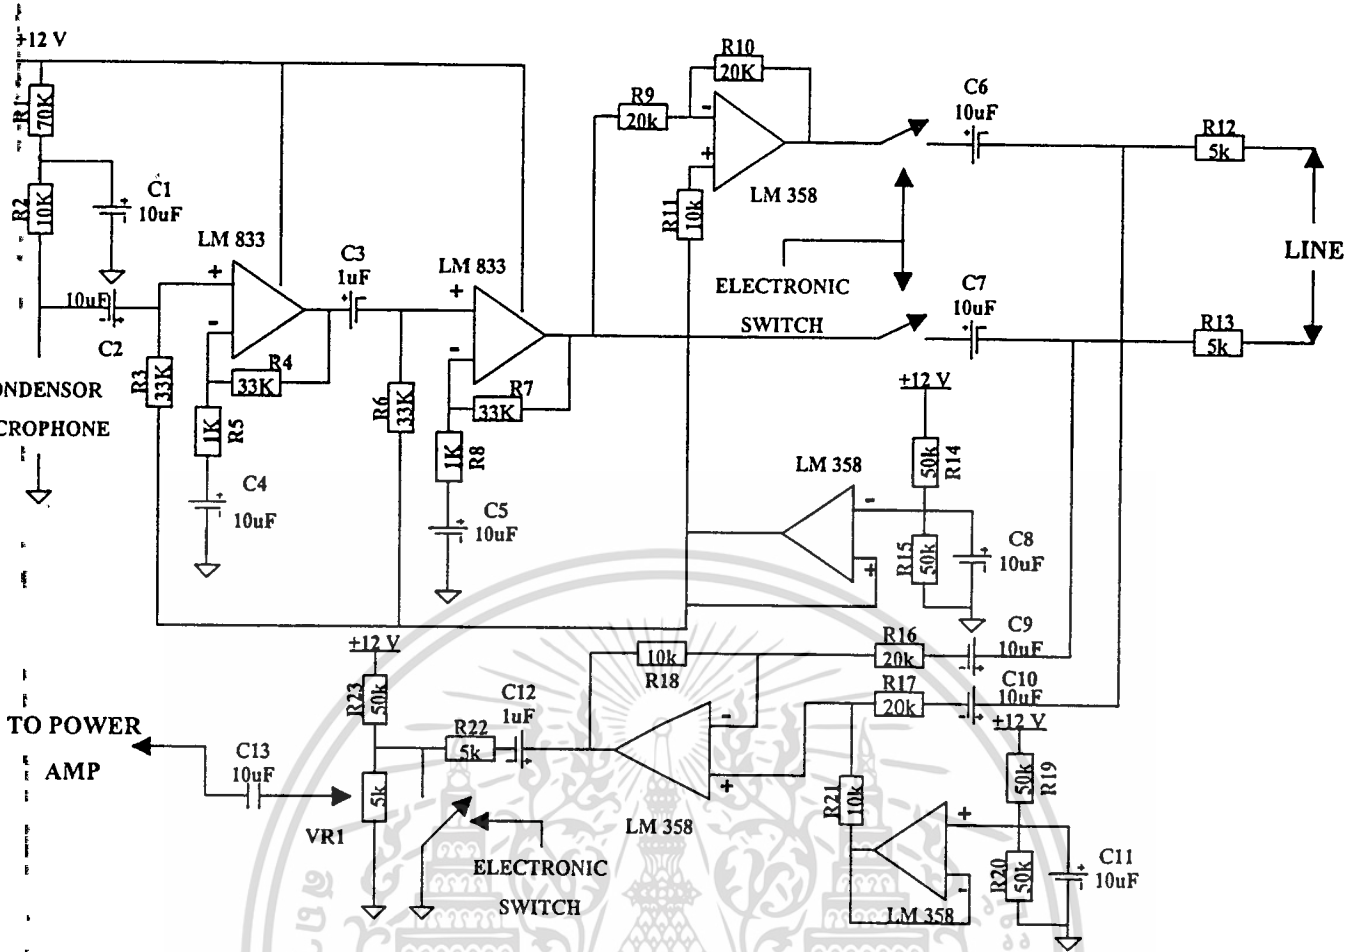 +12 V
R1
70K
R2
10K
C1
10uF
10uF
C2
LM 833
+
-
R3
33K
R4
33K
1K
R5
C4
10uF
C3
1uF
LM 833
+
-
R6
33K
R7
33K
1K
R8
C5
10uF
ONDENSOR
CROPHONE
R9
20k
R10
20K
-
+
LM 358
R11
10k
ELECTRONIC
SWITCH
C6
10uF
C7
10uF
R12
5k
R13
5k
LINE
+12 V
50k
R14
LM 358
-
+
R15
50k
C8
10uF
C9
10uF
R16
20k
C10
10uF
R17
20k
10k
R18
-
+
LM 358
C12
1uF
R22
5k
+12 V
R23
50k
5k
VR1
C13
10uF
TO POWER
AMP
ELECTRONIC
SWITCH
R21
10k
+
-
LM 358
+12 V
50k
R19
R20
50k
C11
10uF